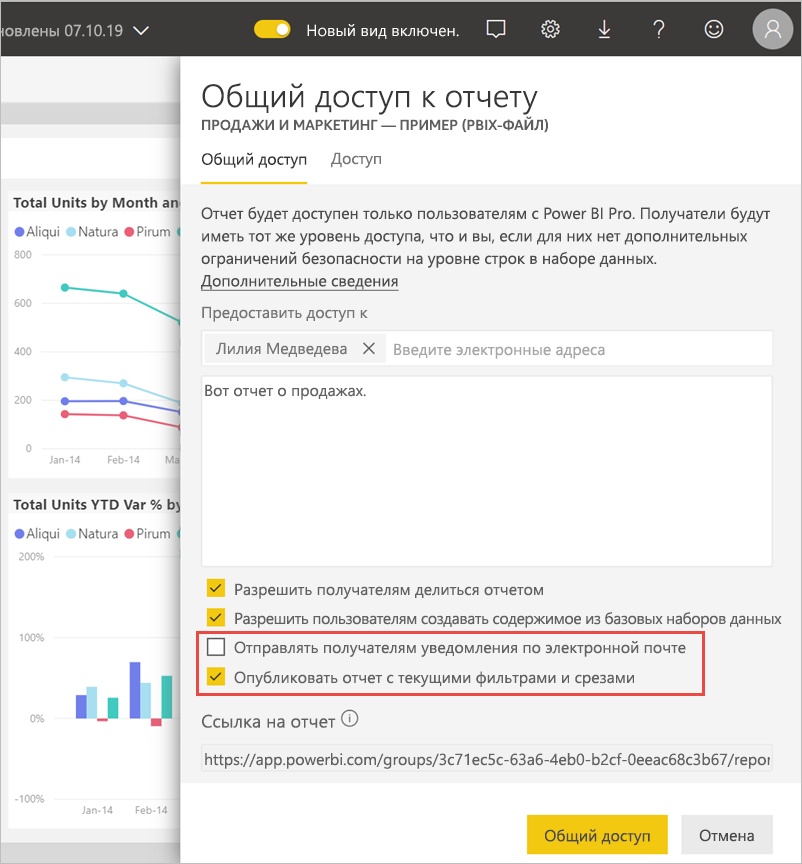 новлены 07.10.19
Новый вид включен.
Общий доступ к отчету
ПРОДАЖИ И МАРКЕТИНГ — ПРИМЕР (PBIX-ФАЙЛ)
Общий доступ Доступ
Отчет будет доступен только пользователям с Power BI Pro. Получатели будут
иметь тот же уровень доступа, что и вы, если для них нет дополнительных
ограничений безопасности на уровне строк в наборе данных.
Дополнительные сведения
Предоставить доступ к
Лилия Медведева Введите электронные адреса
Вот отчет о продажах.
Разрешить получателям делиться отчетом
Разрешить пользователям создавать содержимое из базовых наборов данных
Отправлять получателям уведомления по электронной почте
Опубликовать отчет с текущими фильтрами и срезами
Ссылка на отчет
https://app.powerbi.com/groups/3c71ec5c-63a6-4eb0-b2cf-0eeac68c3b67/repor
Общий доступ Отмена
Total Units by Month and
Aliqui Natura Pirum
800
600
400
200
0
Jan-14 Feb-14 Ma
Total Units YTD Var % by
Aliqui Natura Pirum
200%
100%
0%
-100%
Jan-14 Feb-14